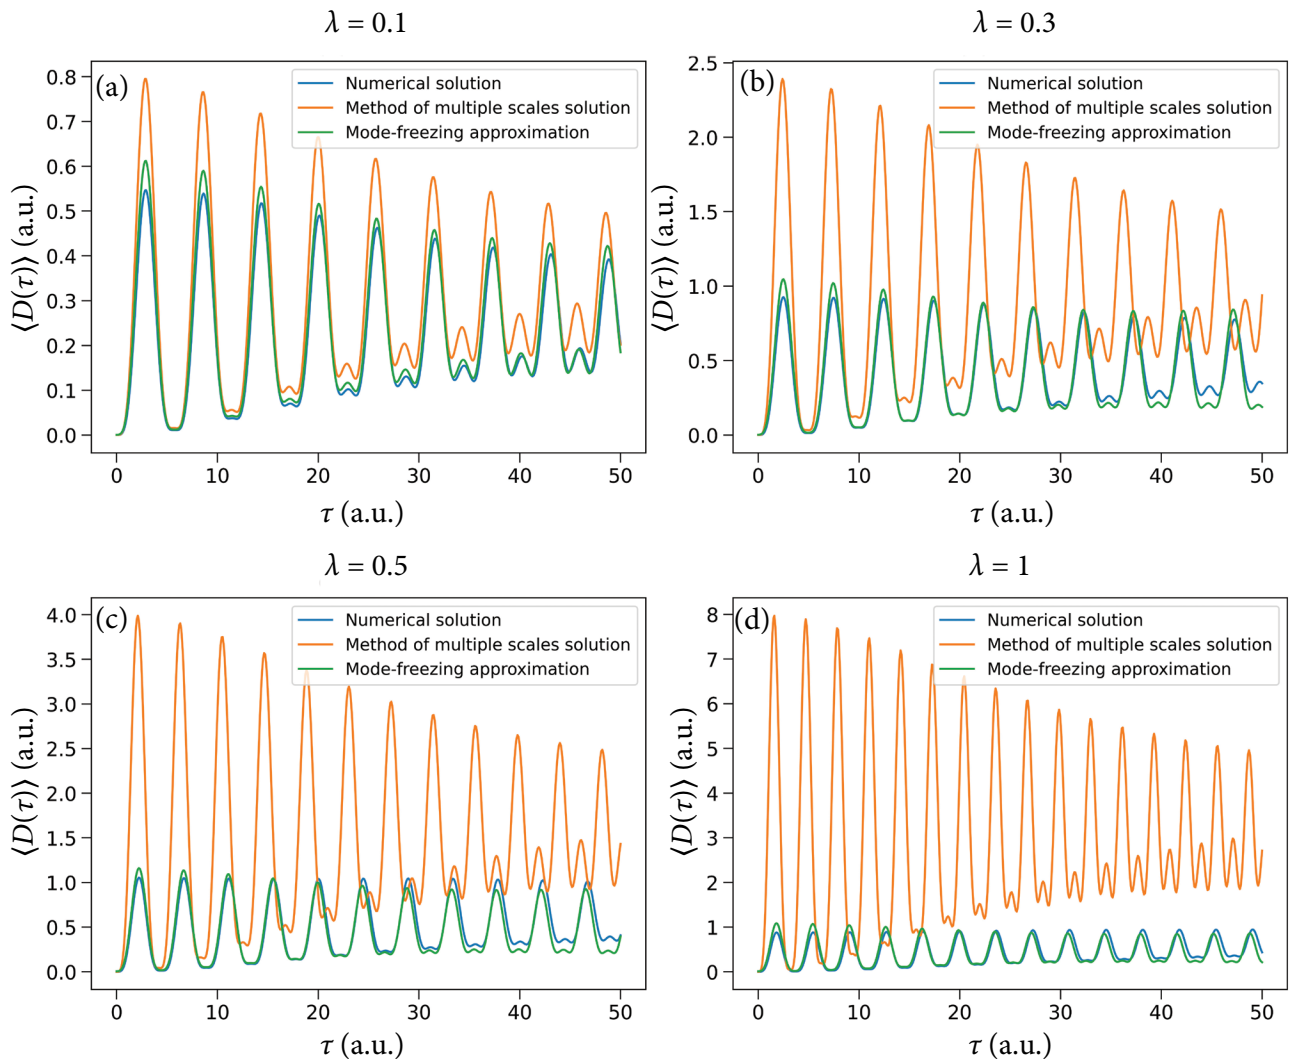 λ = 0.1
(a)
Numerical solution
Method of multiple scales solution
Mode-freezing approximation
⟨D(τ)⟩ (a.u.)
0.8
0.7
0.6
0.5
0.4
0.3
0.2
0.1
0.0
0 10 20 30 40 50
τ (a.u.)
λ = 0.3
(b)
Numerical solution
Method of multiple scales solution
Mode-freezing approximation
⟨D(τ)⟩ (a.u.)
2.5
2.0
1.5
1.0
0.5
0.0
0 10 20 30 40 50
τ (a.u.)
λ = 0.5
(c)
Numerical solution
Method of multiple scales solution
Mode-freezing approximation
⟨D(τ)⟩ (a.u.)
4.0
3.5
3.0
2.5
2.0
1.5
1.0
0.5
0.0
0 10 20 30 40 50
τ (a.u.)
λ = 1
(d)
Numerical solution
Method of multiple scales solution
Mode-freezing approximation
⟨D(τ)⟩ (a.u.)
8
7
6
5
4
3
2
1
0
0 10 20 30 40 50
τ (a.u.)